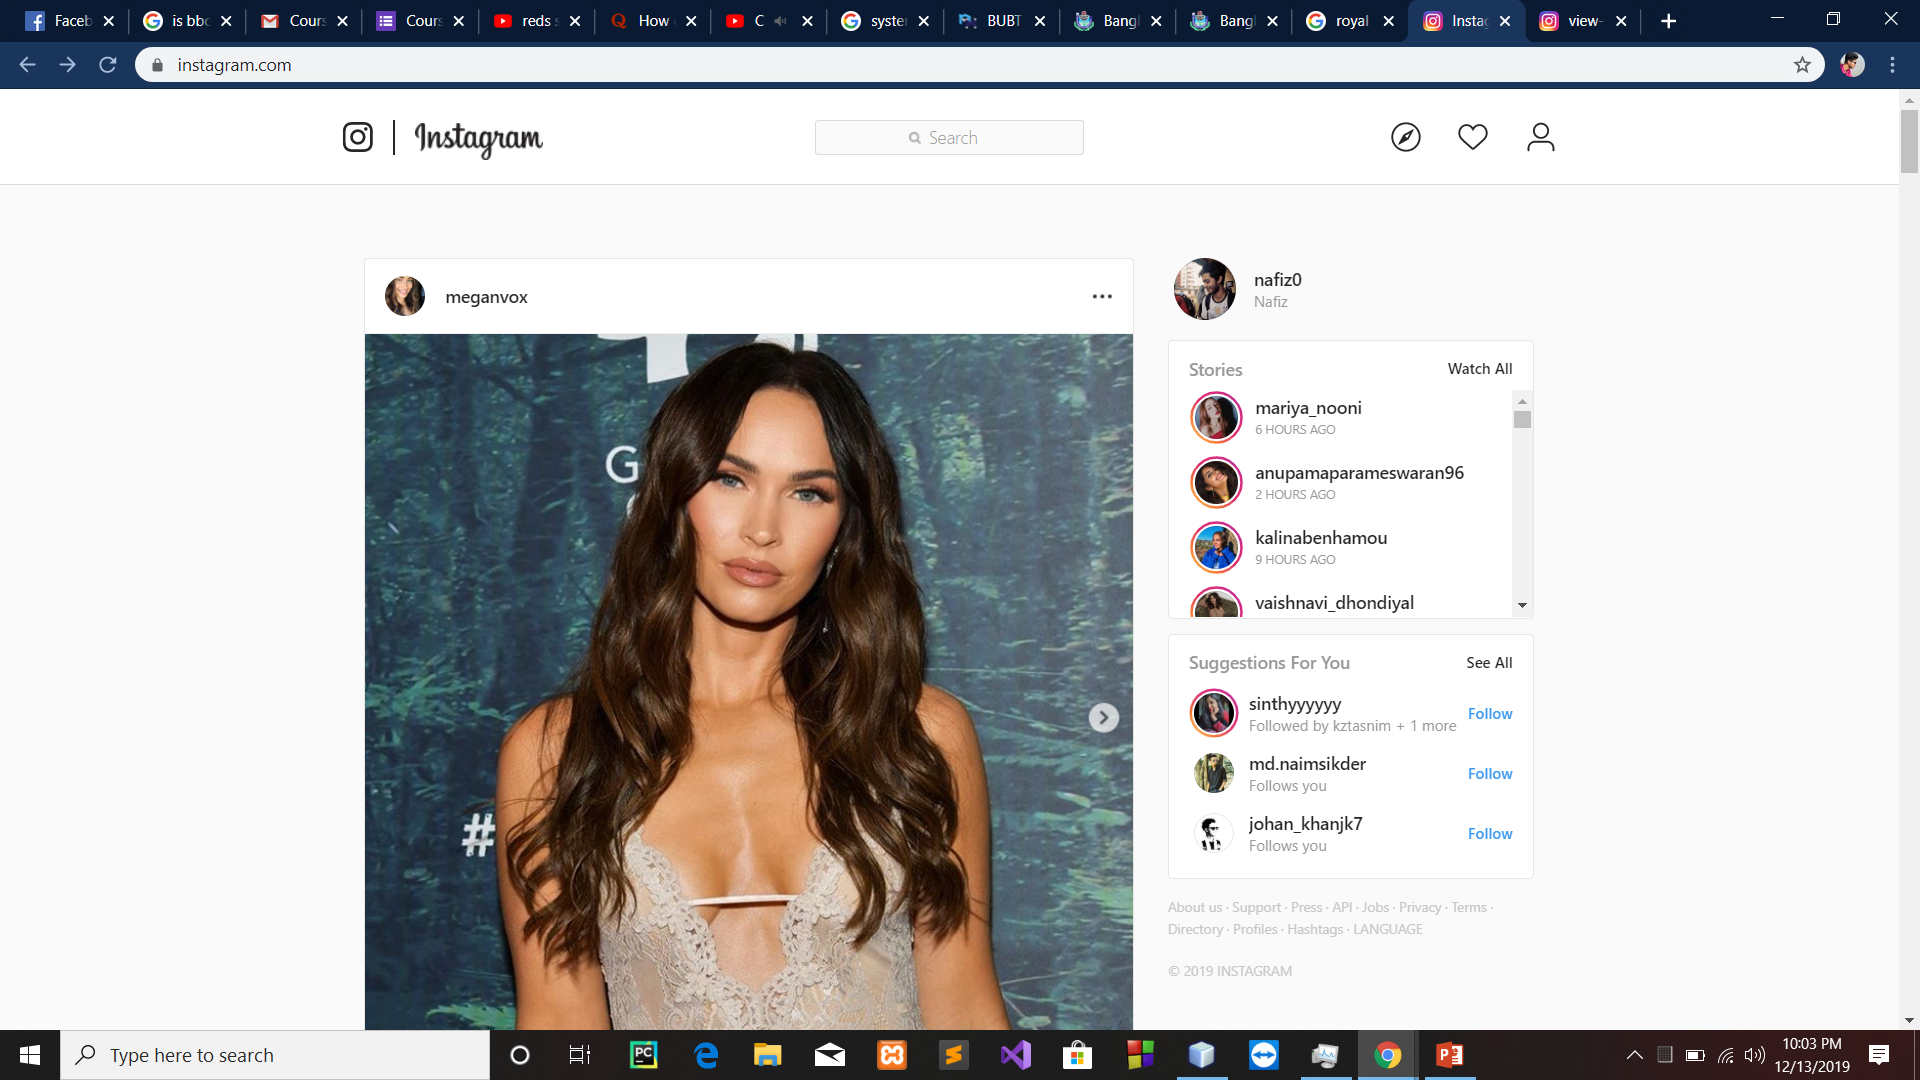 Faceb
is bbc
Cours
Cours
reds s
How
C
syster
BUBT
Bangl
Bangl
royal
Instag
view-
instagram.com
Instagram
Search
meganvox
G
#
nafiz0
Nafiz
Stories Watch All
mariya_nooni
6 HOURS AGO
anupamaparameswaran96
2 HOURS AGO
kalinabenhamou
9 HOURS AGO
vaishnavi_dhondiyal
Suggestions For You See All
sinthyyyyyy
Followed by kztasnim + 1 more Follow
md.naimsikder
Follows you Follow
johan_khanjk7
Follows you Follow
About us · Support · Press · API · Jobs · Privacy · Terms ·
Directory · Profiles · Hashtags · LANGUAGE
© 2019 INSTAGRAM
Type here to search
10:03 PM
12/13/2019